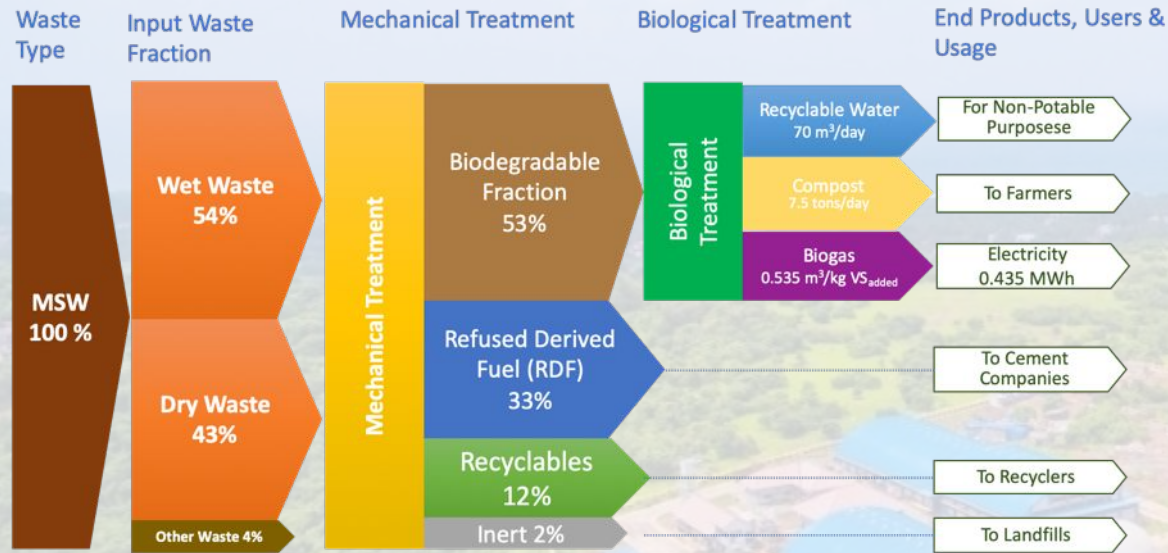 Waste
Type
Input Waste
Fraction
Mechanical Treatment
Biological Treatment
End Products, Users &
Usage
MSW
100 %
Wet Waste
54%
Dry Waste
43%
Other Waste 4%
Mechanical Treatment
Biodegradable
Fraction
53%
Refused Derived
Fuel (RDF)
33%
Recyclables
12%
Inert 2%
Biological
Treatment
Recyclable Water
70 m³/day
Compost
7.5 tons/day
Biogas
0.535 m³/kg VSadded
For Non-Potable
Purposese
To Farmers
Electricity
0.435 MWh
To Cement
Companies
To Recyclers
To Landfills